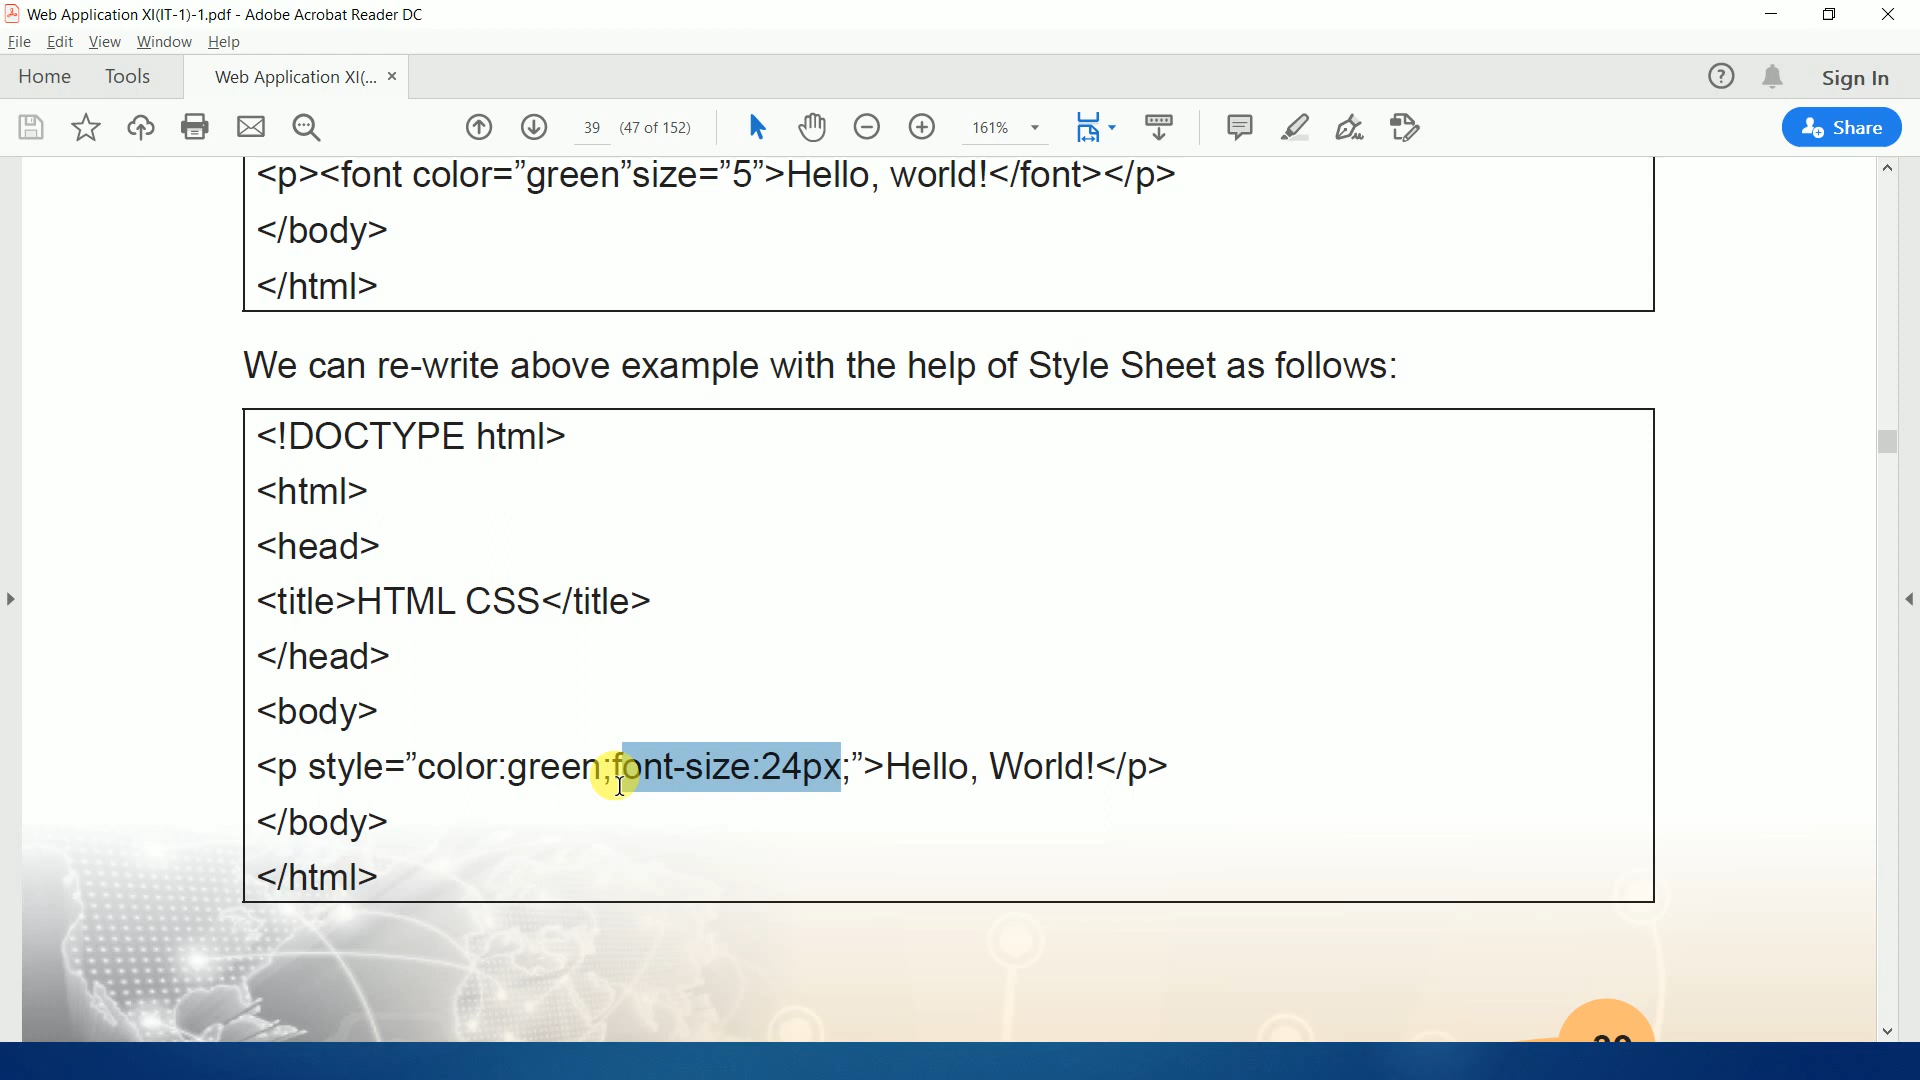 Web Application XI(IT-1)-1.pdf - Adobe Acrobat Reader DC
File Edit View Window Help
Home Tools Web Application XI(... × Sign In
39 (47 of 152) 161% Share
<p><font color=”green”size=”5”>Hello, world!</font></p>
</body>
</html>
We can re-write above example with the help of Style Sheet as follows:
<!DOCTYPE html>
<html>
<head>
<title>HTML CSS</title>
</head>
<body>
<p style=”color:green;font-size:24px;”>Hello, World!</p>
</body>
</html>